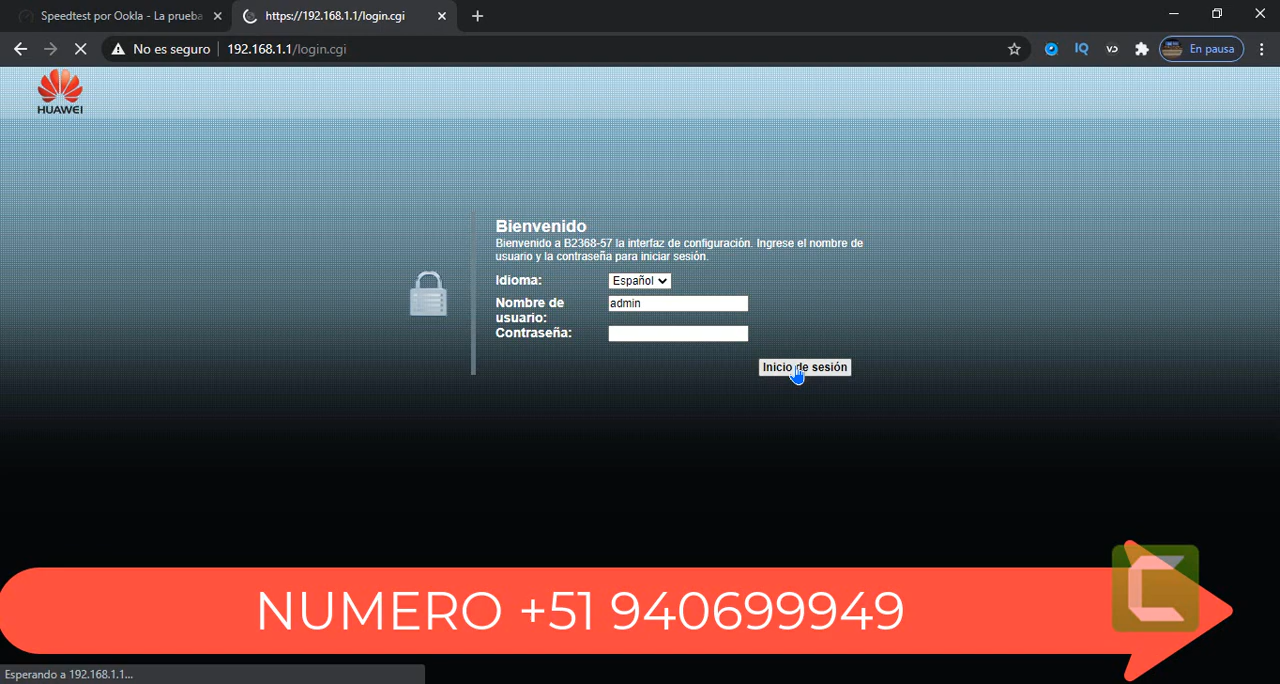 Speedtest por Ookla - La prueba
https://192.168.1.1/login.cgi
No es seguro
192.168.1.1/login.cgi
IQ
En pausa
HUAWEI
Bienvenido
Bienvenido a B2368-57 la interfaz de configuración. Ingrese el nombre de
usuario y la contraseña para iniciar sesión.
Idioma:
Español
Nombre de
usuario:
admin
Contraseña:
Inicio de sesión
NUMERO +51 940699949
Esperando a 192.168.1.1...